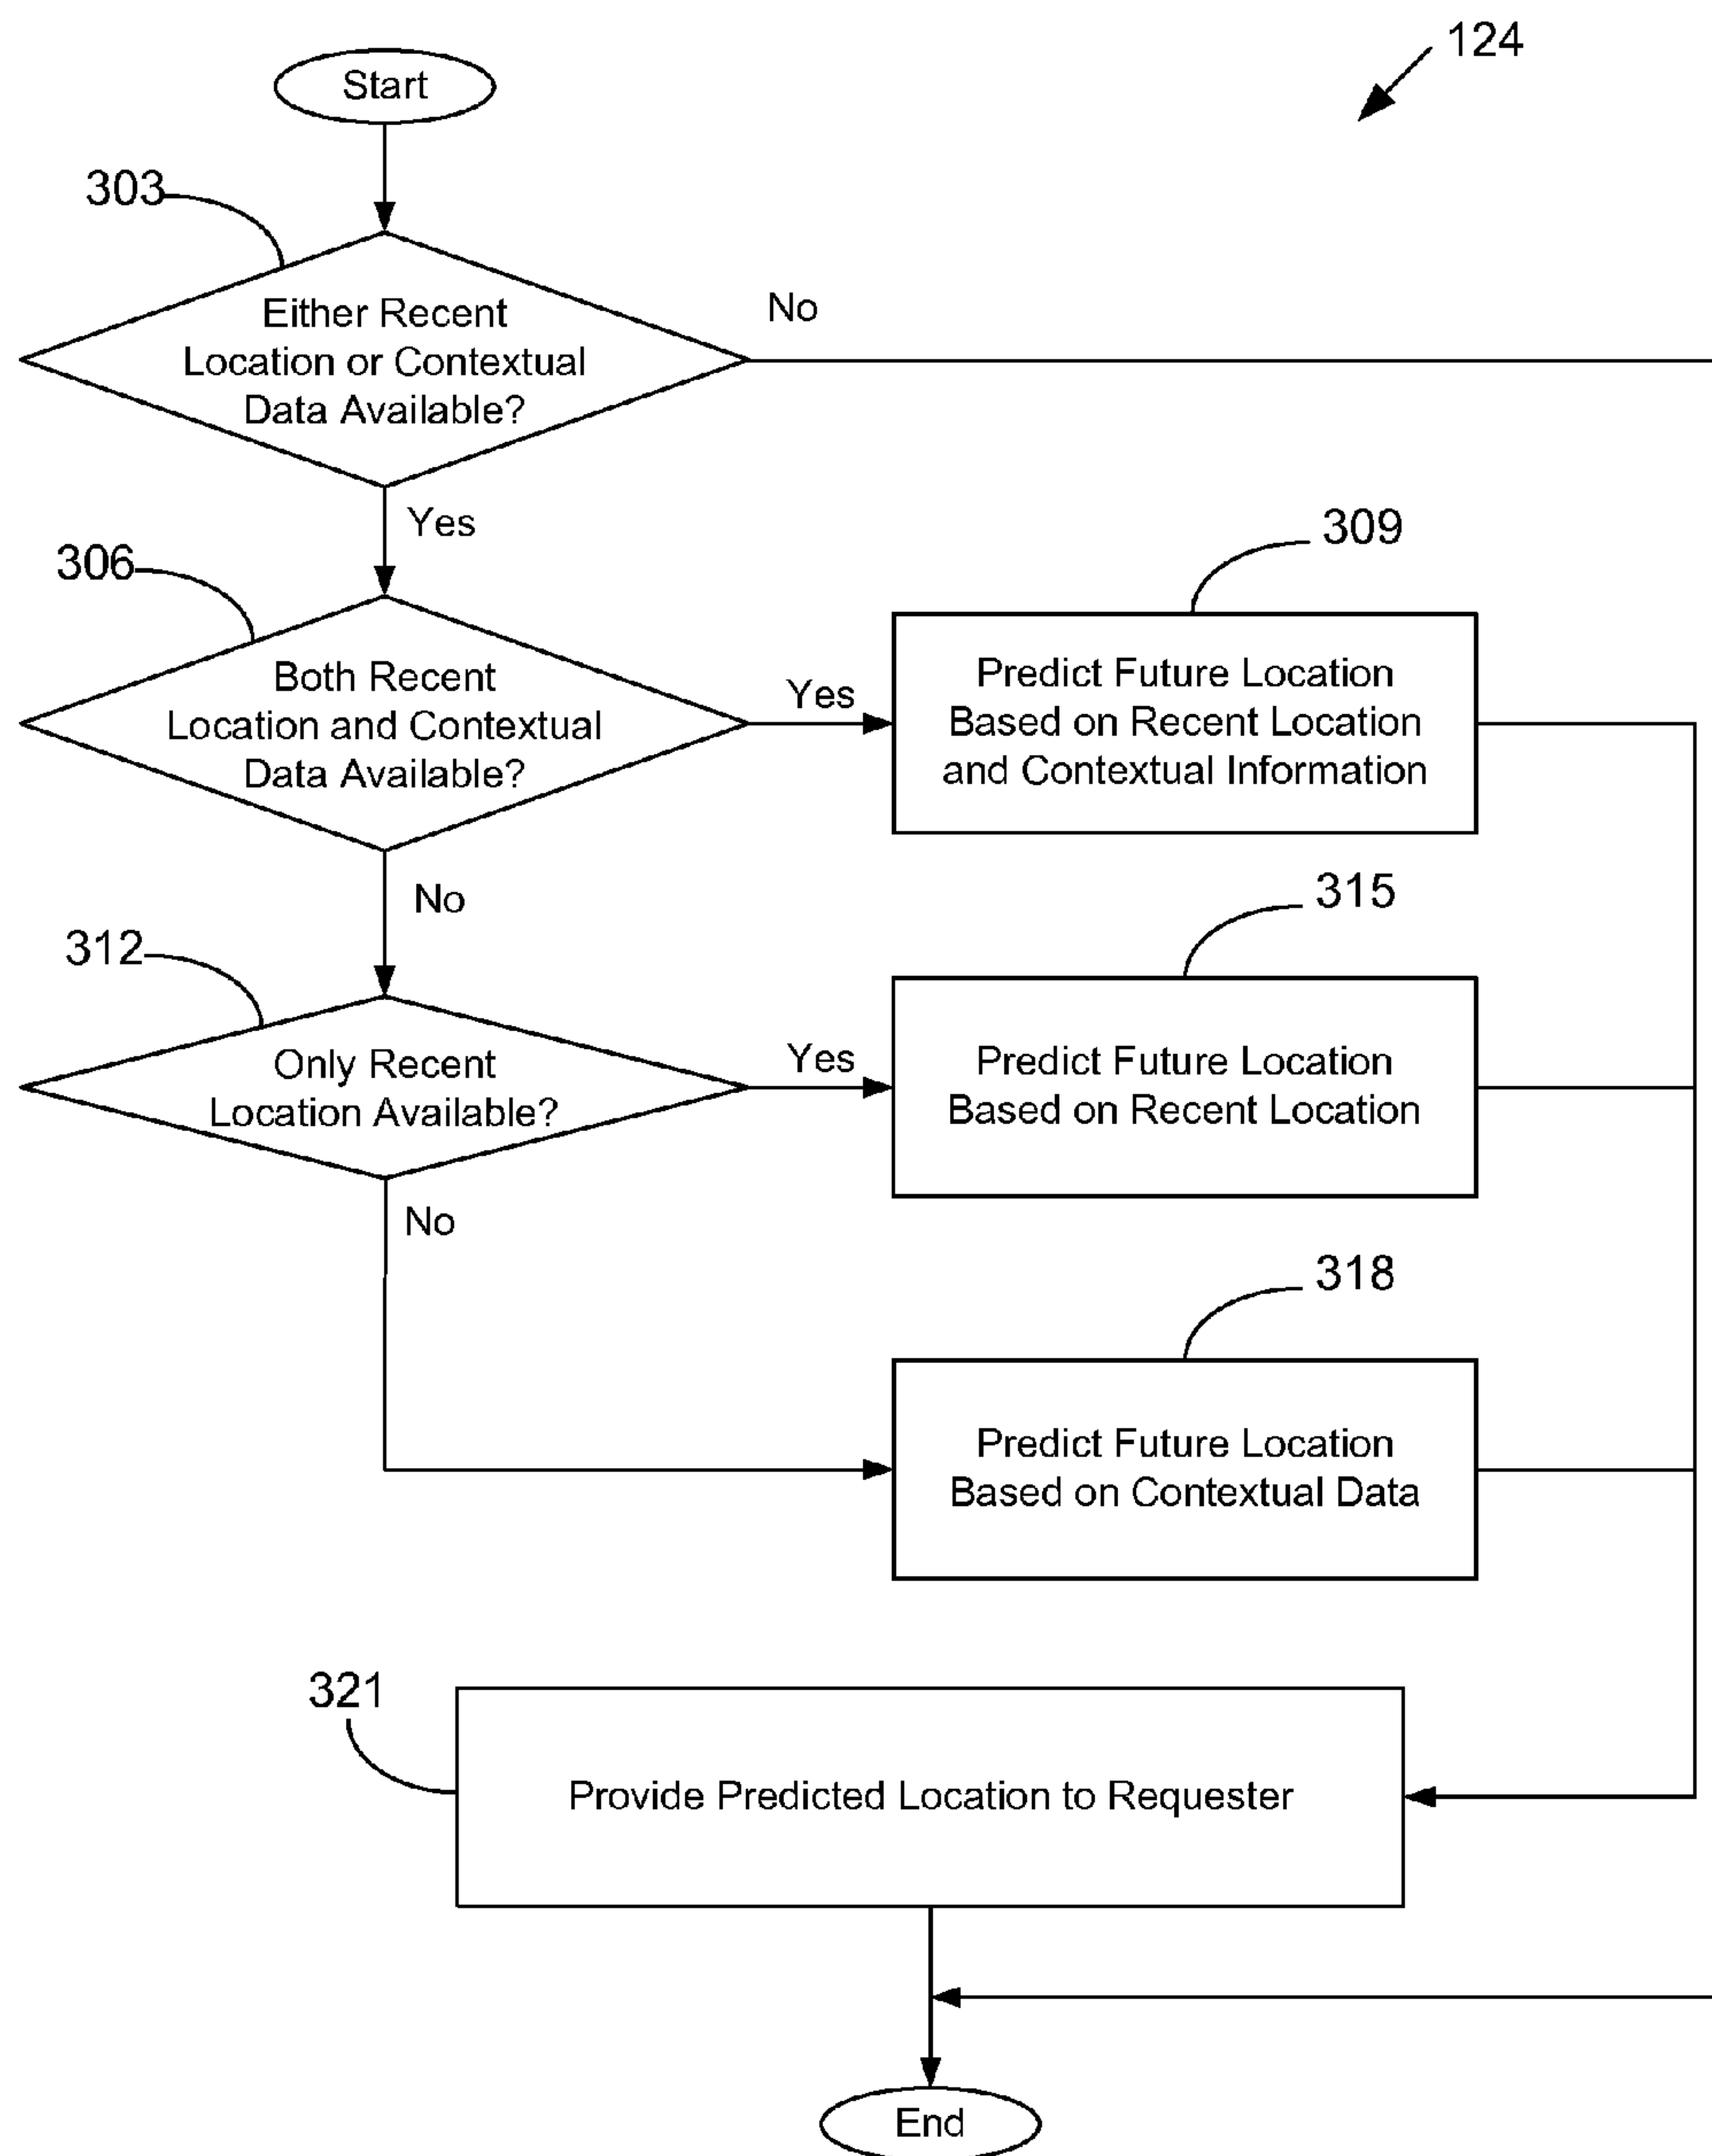 124
Start
303
Either Recent
Location or Contextual
Data Available?
No
Yes
306
Both Recent
Location and Contextual
Data Available?
Yes
309
Predict Future Location
Based on Recent Location
and Contextual Information
No
312
Only Recent
Location Available?
Yes
315
Predict Future Location
Based on Recent Location
No
318
Predict Future Location
Based on Contextual Data
321
Provide Predicted Location to Requester
End